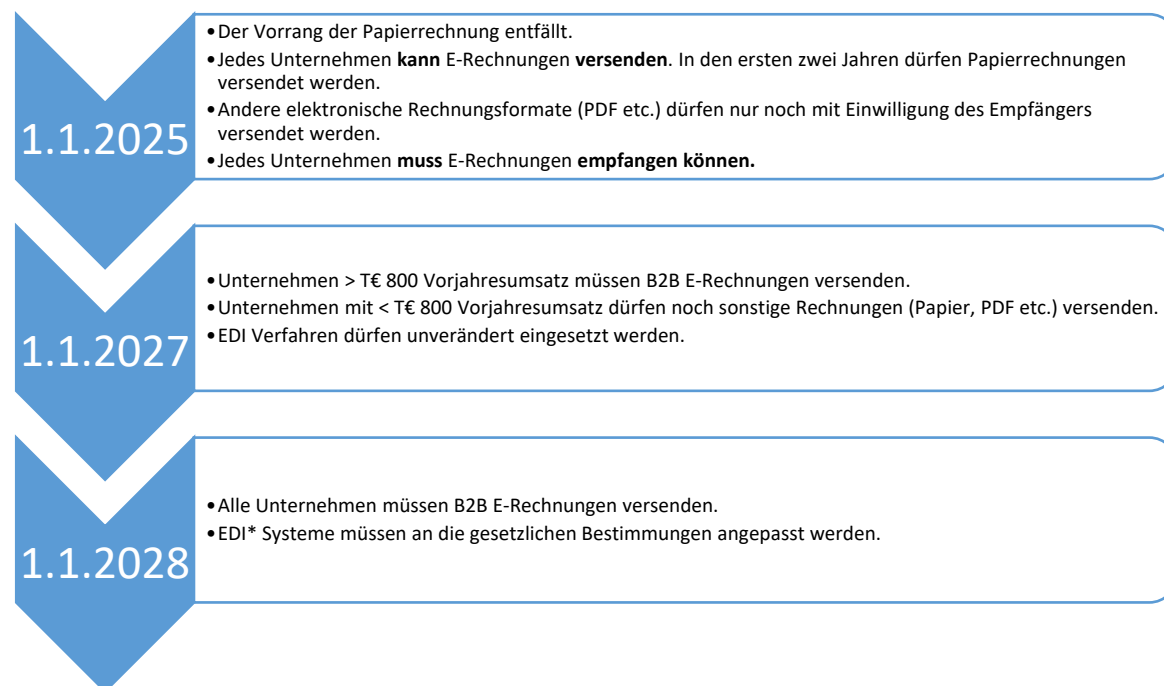 •Der Vorrang der Papierrechnung entfällt.
•Jedes Unternehmen kann E-Rechnungen versenden. In den ersten zwei Jahren dürfen Papierrechnungen
versendet werden.
•Andere elektronische Rechnungsformate (PDF etc.) dürfen nur noch mit Einwilligung des Empfängers
versendet werden.
•Jedes Unternehmen muss E-Rechnungen empfangen können.
1.1.2025
•Unternehmen > T€ 800 Vorjahresumsatz müssen B2B E-Rechnungen versenden.
•Unternehmen mit < T€ 800 Vorjahresumsatz dürfen noch sonstige Rechnungen (Papier, PDF etc.) versenden.
•EDI Verfahren dürfen unverändert eingesetzt werden.
1.1.2027
•Alle Unternehmen müssen B2B E-Rechnungen versenden.
•EDI* Systeme müssen an die gesetzlichen Bestimmungen angepasst werden.
1.1.2028